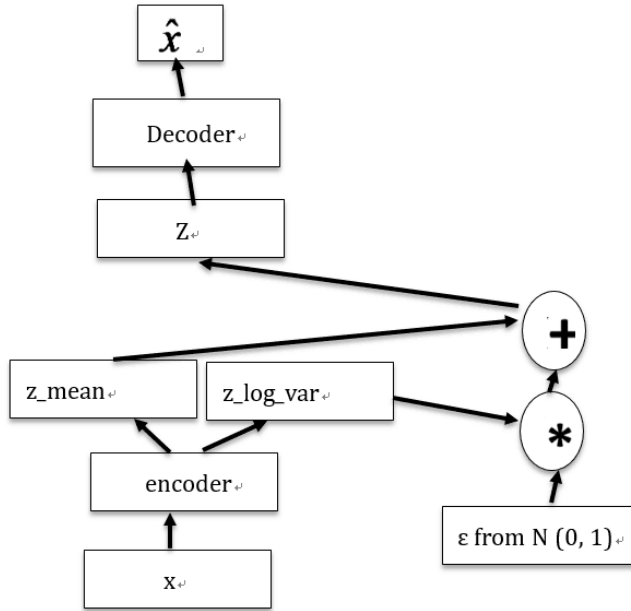 x̂
Decoder
Z
+
z_mean
z_log_var
*
encoder
ε from N (0, 1)
x